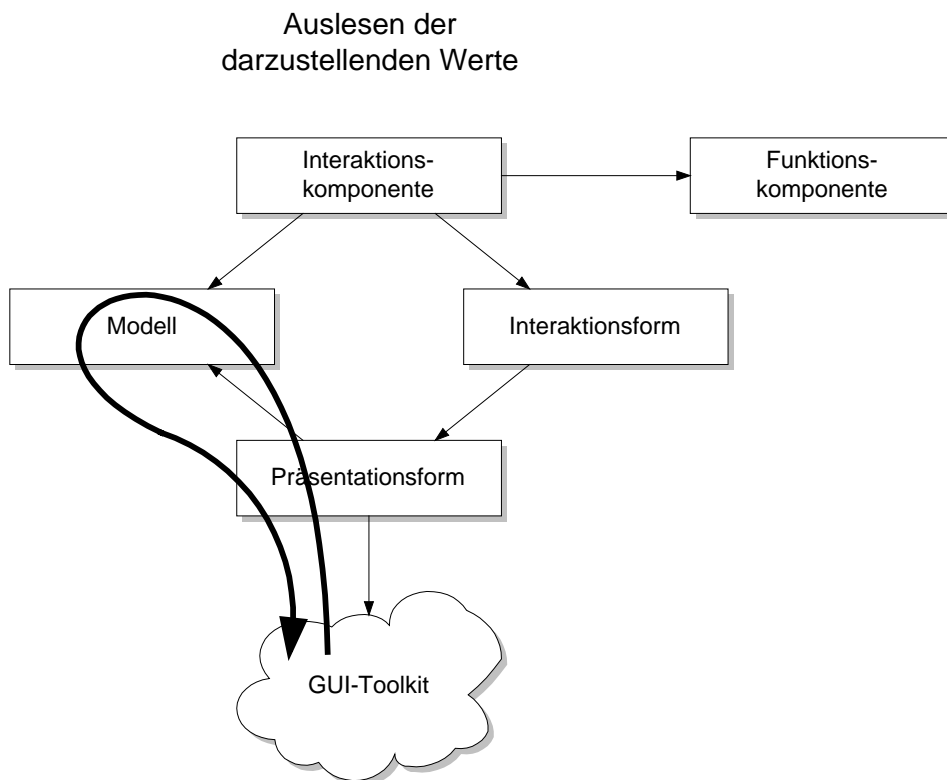 Auslesen der
darzustellenden Werte
Interaktions-
komponente
Funktions-
komponente
Modell
Interaktionsform
Präsentationsform
GUI-Toolkit